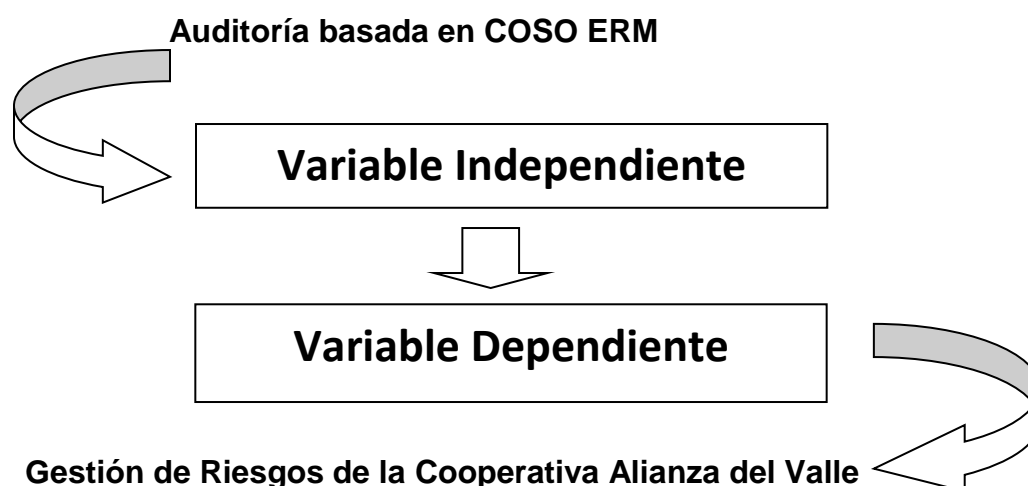 Auditoría basada en COSO ERM
Variable Independiente
Variable Dependiente
Gestión de Riesgos de la Cooperativa Alianza del Valle